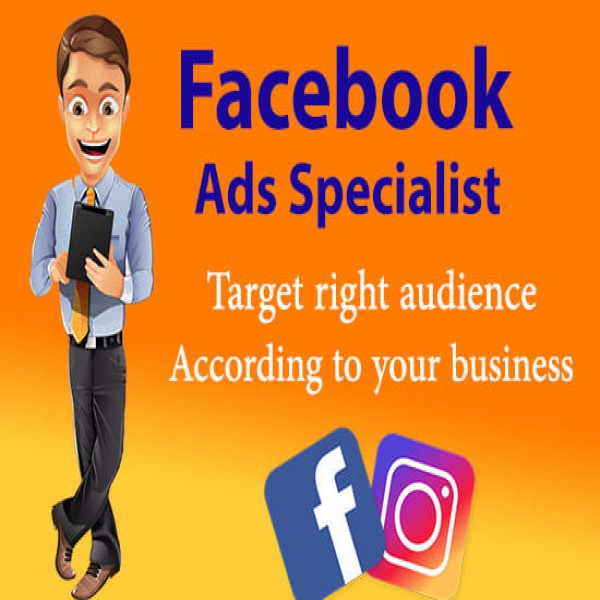 Facebook
Ads Specialist
Target right audience
According to your business